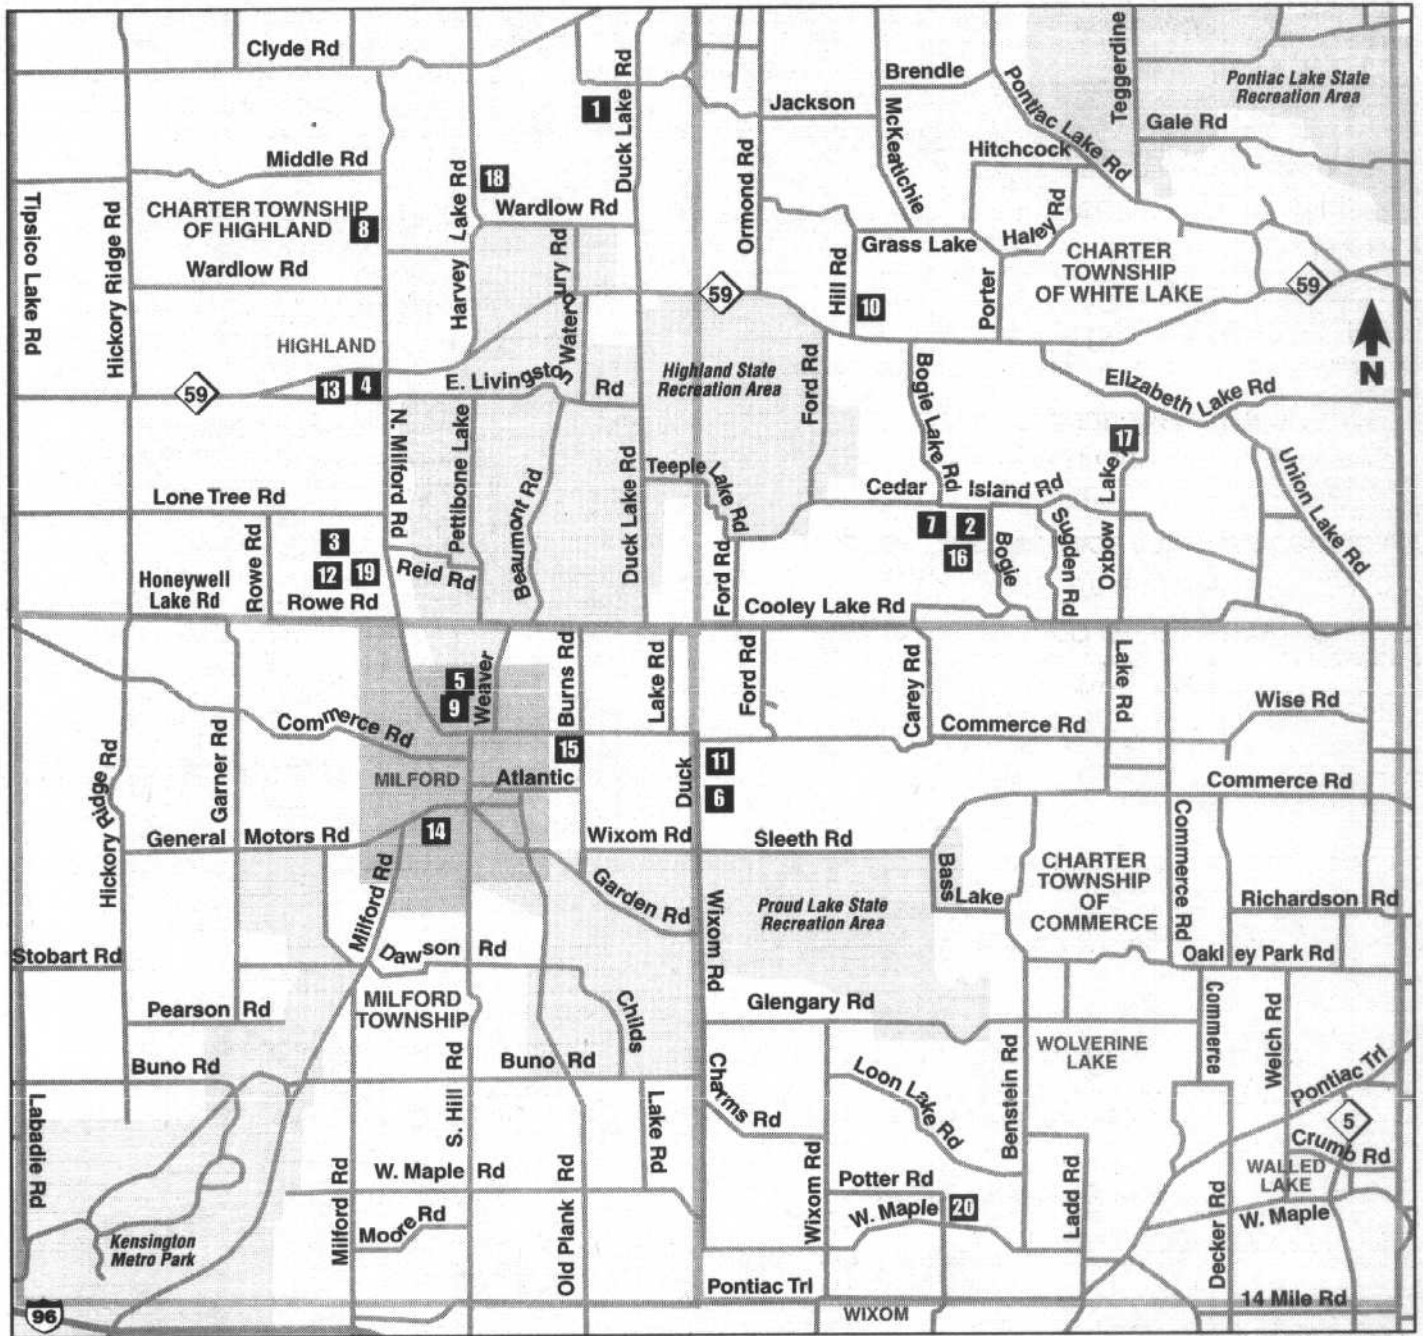 Clyde Rd
Duck Lake Rd
1
Brendle
Jackson
McKeatichie
Pontiac Lake Rd
Teggerdine
Pontiac Lake State
Recreation Area
Gale Rd
Hitchcock
Middle Rd
Harvey Lake Rd
18
Wardlow Rd
Ormond Rd
Haley Rd
Tipsico Lake Rd
Hickory Ridge Rd
CHARTER TOWNSHIP
OF HIGHLAND
8
Wardlow Rd
Grass Lake
CHARTER
TOWNSHIP
OF WHITE LAKE
Waterbury Rd
59
Hill Rd
10
Porter
59
N
HIGHLAND
13
4
59
E. Livingston Rd
Highland State
Recreation Area
Ford Rd
Bogie Lake Rd
Elizabeth Lake Rd
17
N. Milford Rd
Pettibone Lake
Beaumont Rd
Duck Lake Rd
Teeple Lake Rd
Cedar Island Rd
Oxbow Lake
Union Lake Rd
Lone Tree Rd
Rowe Rd
3
12
19
Honeywell
Lake Rd
Rowe Rd
Reid Rd
Ford Rd
7
2
16
Bogie
Sugden Rd
Cooley Lake Rd
5
9
Weaver
Burns Rd
Lake Rd
Ford Rd
Carey Rd
Lake Rd
Wise Rd
Commerce Rd
Commerce Rd
Garner Rd
Hickory Ridge Rd
15
MILFORD
Atlantic
Duck
11
6
Commerce Rd
General Motors Rd
14
Wixom Rd
Sleeth Rd
Commerce Rd
Milford Rd
Garden Rd
Wixom Rd
Proud Lake State
Recreation Area
Bass Lake
CHARTER
TOWNSHIP
OF
COMMERCE
Richardson Rd
Stobart Rd
Dawson Rd
Oakley Park Rd
Pearson Rd
MILFORD
TOWNSHIP
Childs
Glengary Rd
Commerce
Welch Rd
Buno Rd
Buno Rd
WOLVERINE
LAKE
Charms Rd
Loon Lake Rd
Benstein Rd
Pontiac Trl
5
Crumb Rd
Labadie Rd
S. Hill Rd
Lake Rd
W. Maple Rd
Potter Rd
WALLED
LAKE
Milford Rd
Moore Rd
Old Plank Rd
Wixom Rd
W. Maple
20
Ladd Rd
Decker Rd
W. Maple
Kensington
Metro Park
Pontiac Trl
14 Mile Rd
96
WIXOM